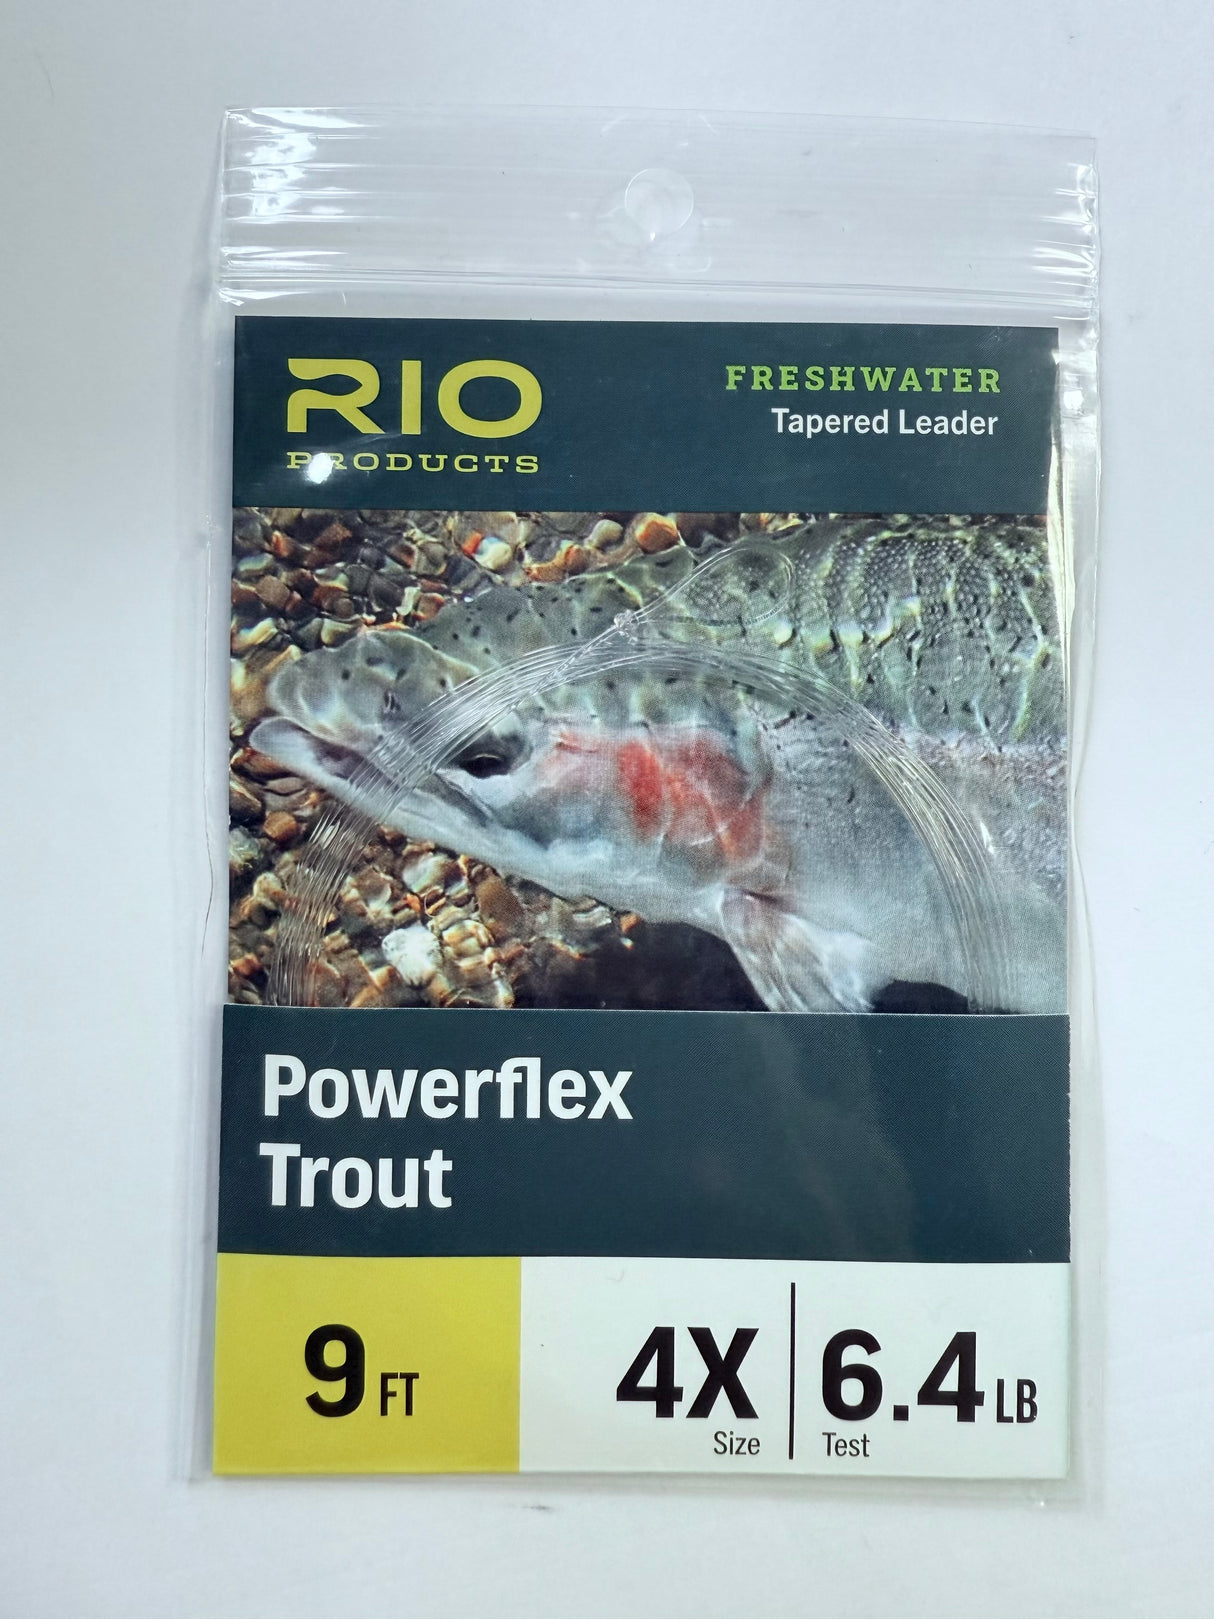 RIO
PRODUCTS
FRESHWATER
Tapered Leader
Powerflex
Trout
9 FT
4X
Size
6.4 LB
Test